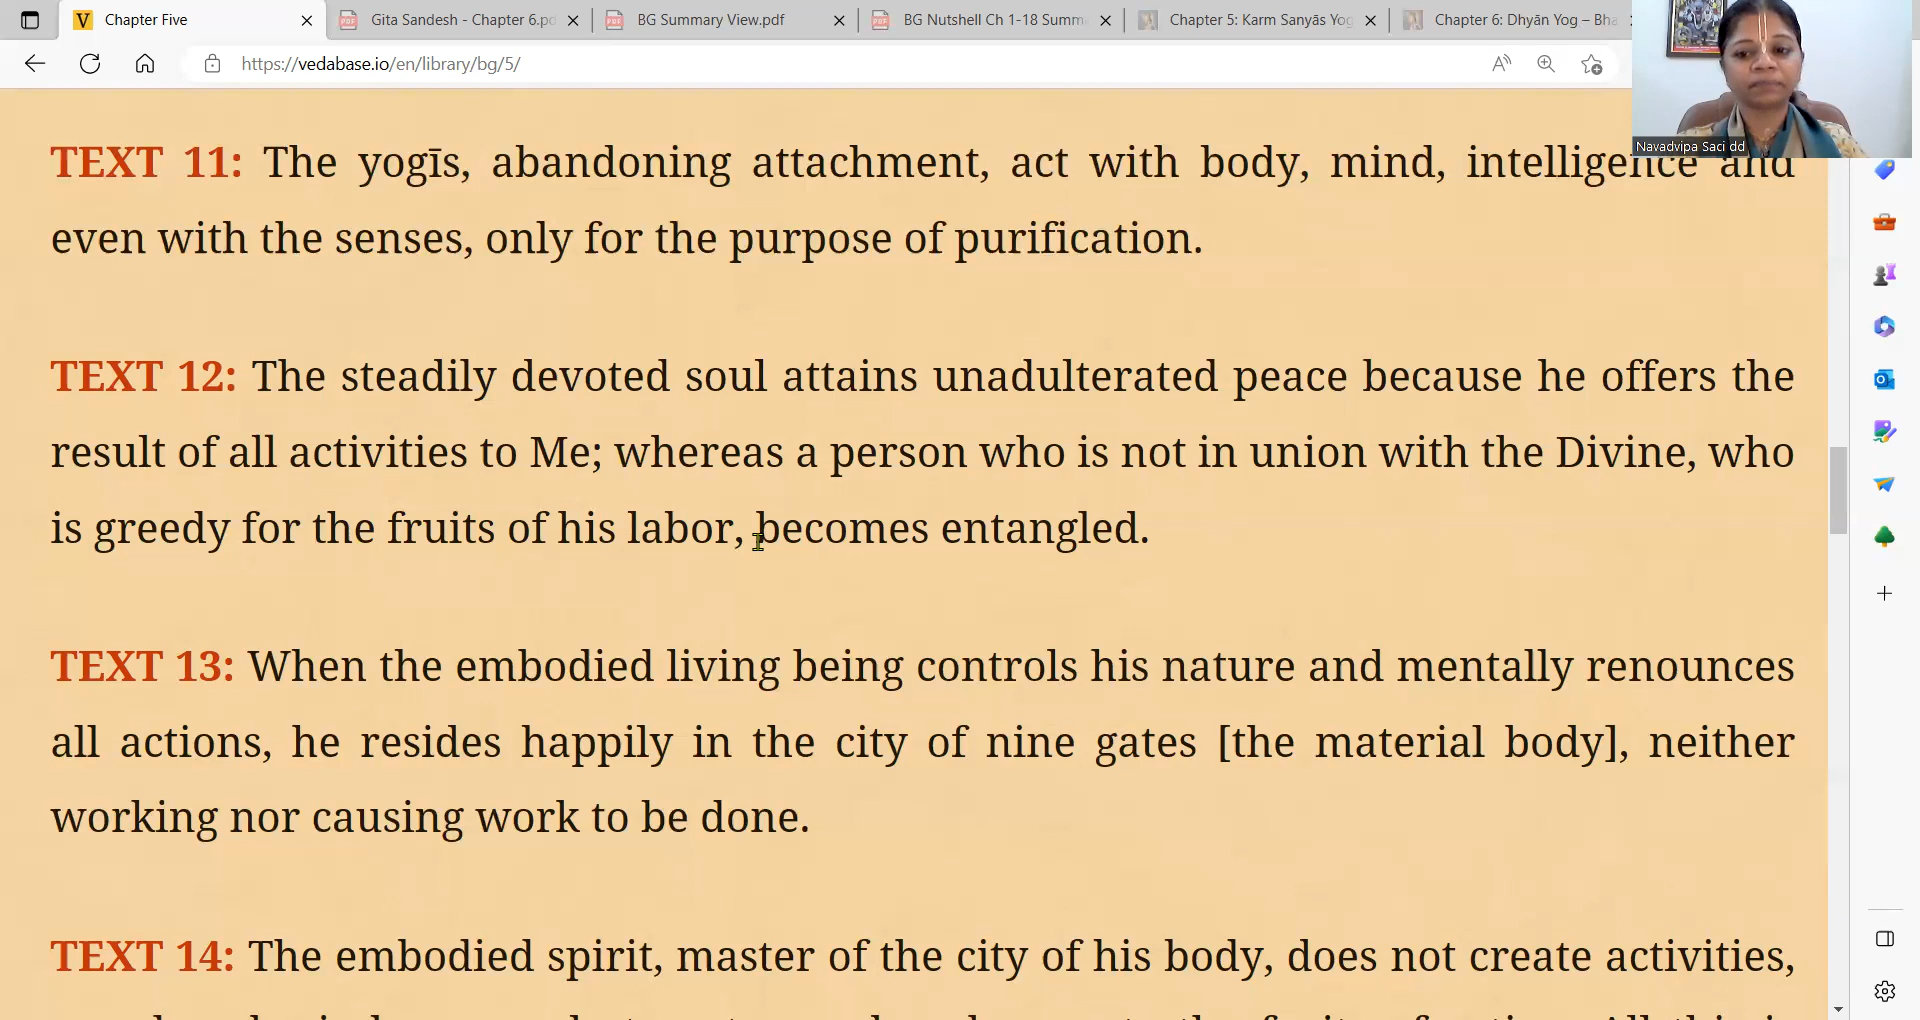 Chapter Five
Gita Sandesh - Chapter 6.pd
BG Summary View.pdf
BG Nutshell Ch 1-18 Summ
Chapter 5: Karm Sanyās Yog
Chapter 6: Dhyān Yog – Bha
https://vedabase.io/en/library/bg/5/
Navadvipa Saci dd
TEXT 11: The yogīs, abandoning attachment, act with body, mind, intelligence and
even with the senses, only for the purpose of purification.
TEXT 12: The steadily devoted soul attains unadulterated peace because he offers the
result of all activities to Me; whereas a person who is not in union with the Divine, who
is greedy for the fruits of his labor, becomes entangled.
TEXT 13: When the embodied living being controls his nature and mentally renounces
all actions, he resides happily in the city of nine gates [the material body], neither
working nor causing work to be done.
TEXT 14: The embodied spirit, master of the city of his body, does not create activities,